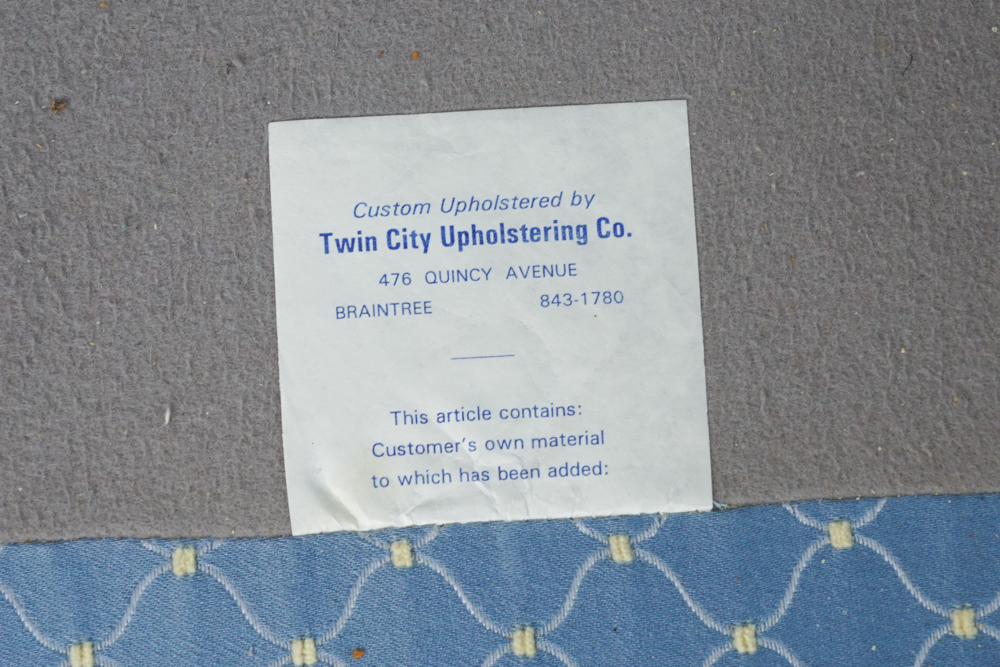 Custom Upholstered by
Twin City Upholstering Co.
476 QUINCY AVENUE
BRAINTREE 843-1780
This article contains:
Customer's own material
to which has been added: